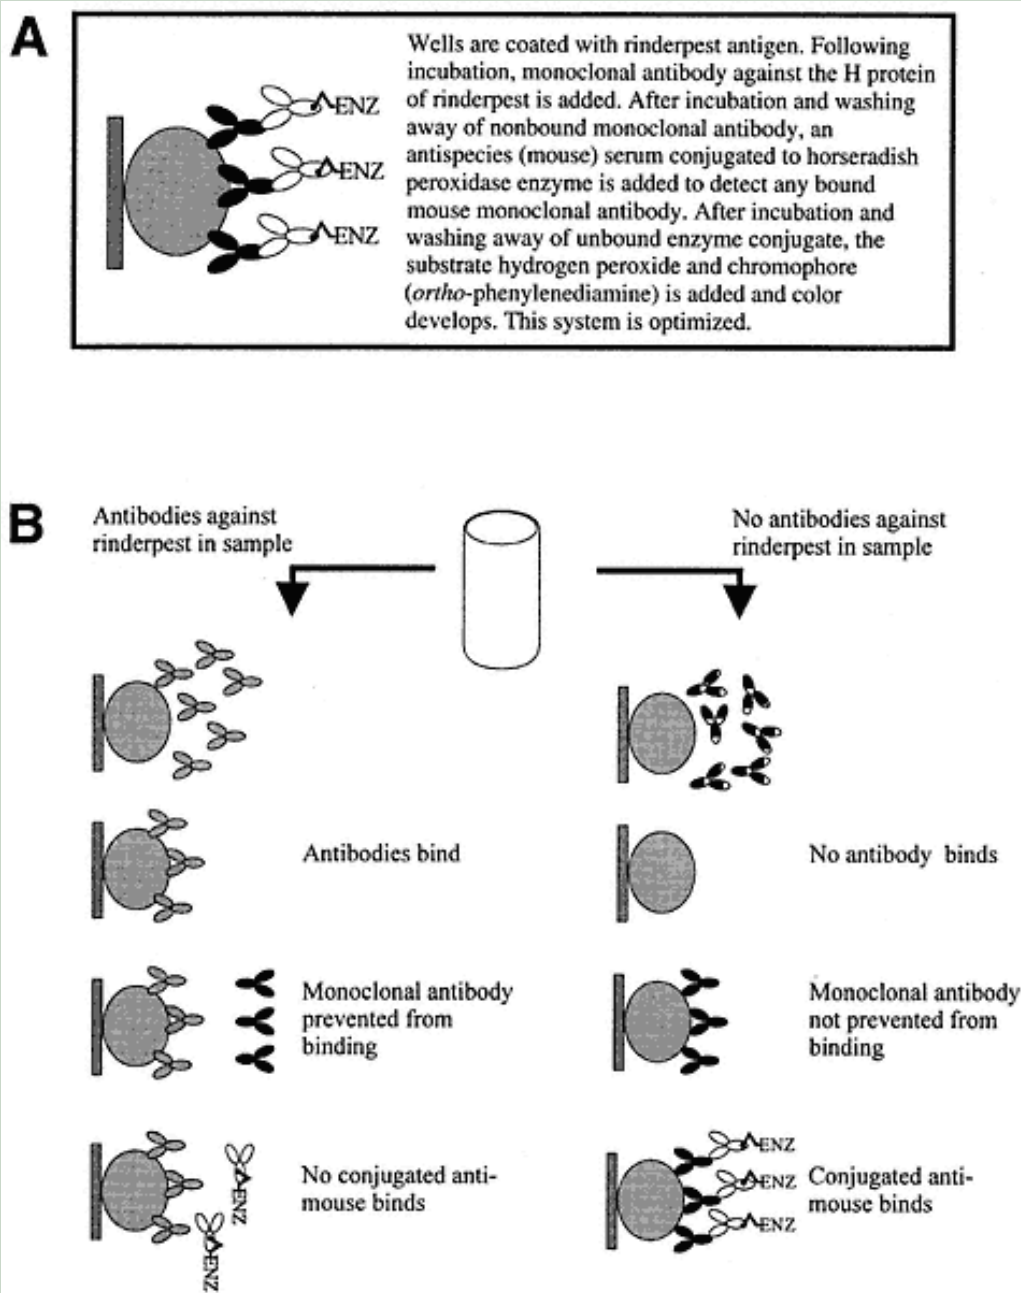 A
Wells are coated with rinderpest antigen. Following
incubation, monoclonal antibody against the H protein
of rinderpest is added. After incubation and washing
away of nonbound monoclonal antibody, an
antispecies (mouse) serum conjugated to horseradish
peroxidase enzyme is added to detect any bound
mouse monoclonal antibody. After incubation and
washing away of unbound enzyme conjugate, the
substrate hydrogen peroxide and chromophore
(ortho-phenylenediamine) is added and color
develops. This system is optimized.
ENZ
ENZ
ENZ
B
Antibodies against
rinderpest in sample
No antibodies against
rinderpest in sample
Antibodies bind
No antibody binds
Monoclonal antibody
prevented from
binding
Monoclonal antibody
not prevented from
binding
No conjugated anti-
mouse binds
ENZ
ENZ
ENZ
ENZ
ENZ
Conjugated anti-
mouse binds